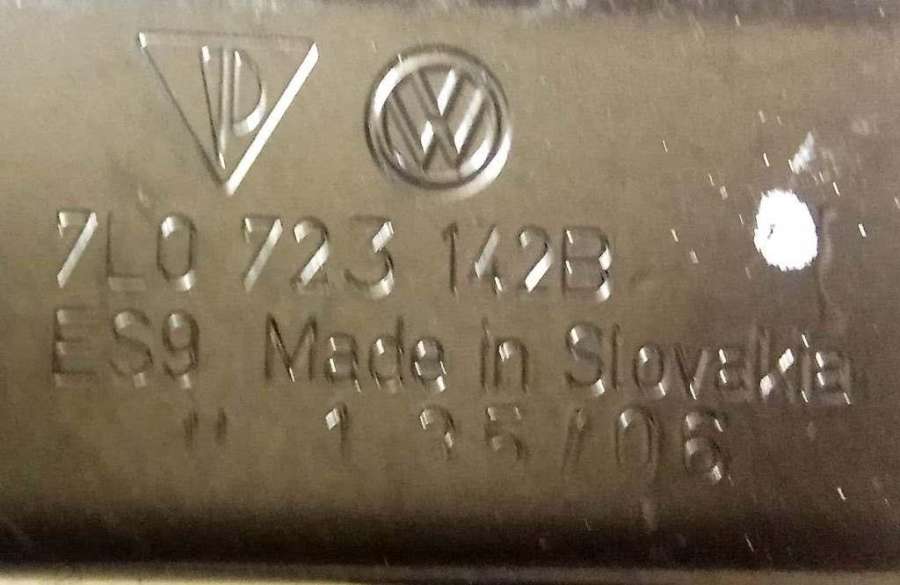 7L0 723 142B
ES9 Made in Slovakia
" 1 35/06